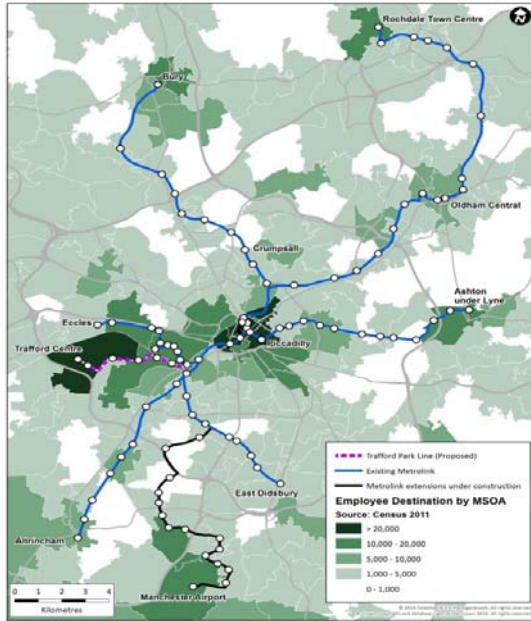 Rochdale Town Centre
Bury
Oldham Central
Crumpsall
Ashton
under Lyne
Eccles
Piccadilly
Trafford Centre
East Didsbury
Altrincham
Manchester Airport
Trafford Park Line (Proposed)
Existing Metrolink
Metrolink extensions under construction
Employee Destination by MSOA
Source: Census 2011
> 20,000
10,000 - 20,000
5,000 - 10,000
1,000 - 5,000
0 - 1,000
0 1 2 3 4
Kilometres